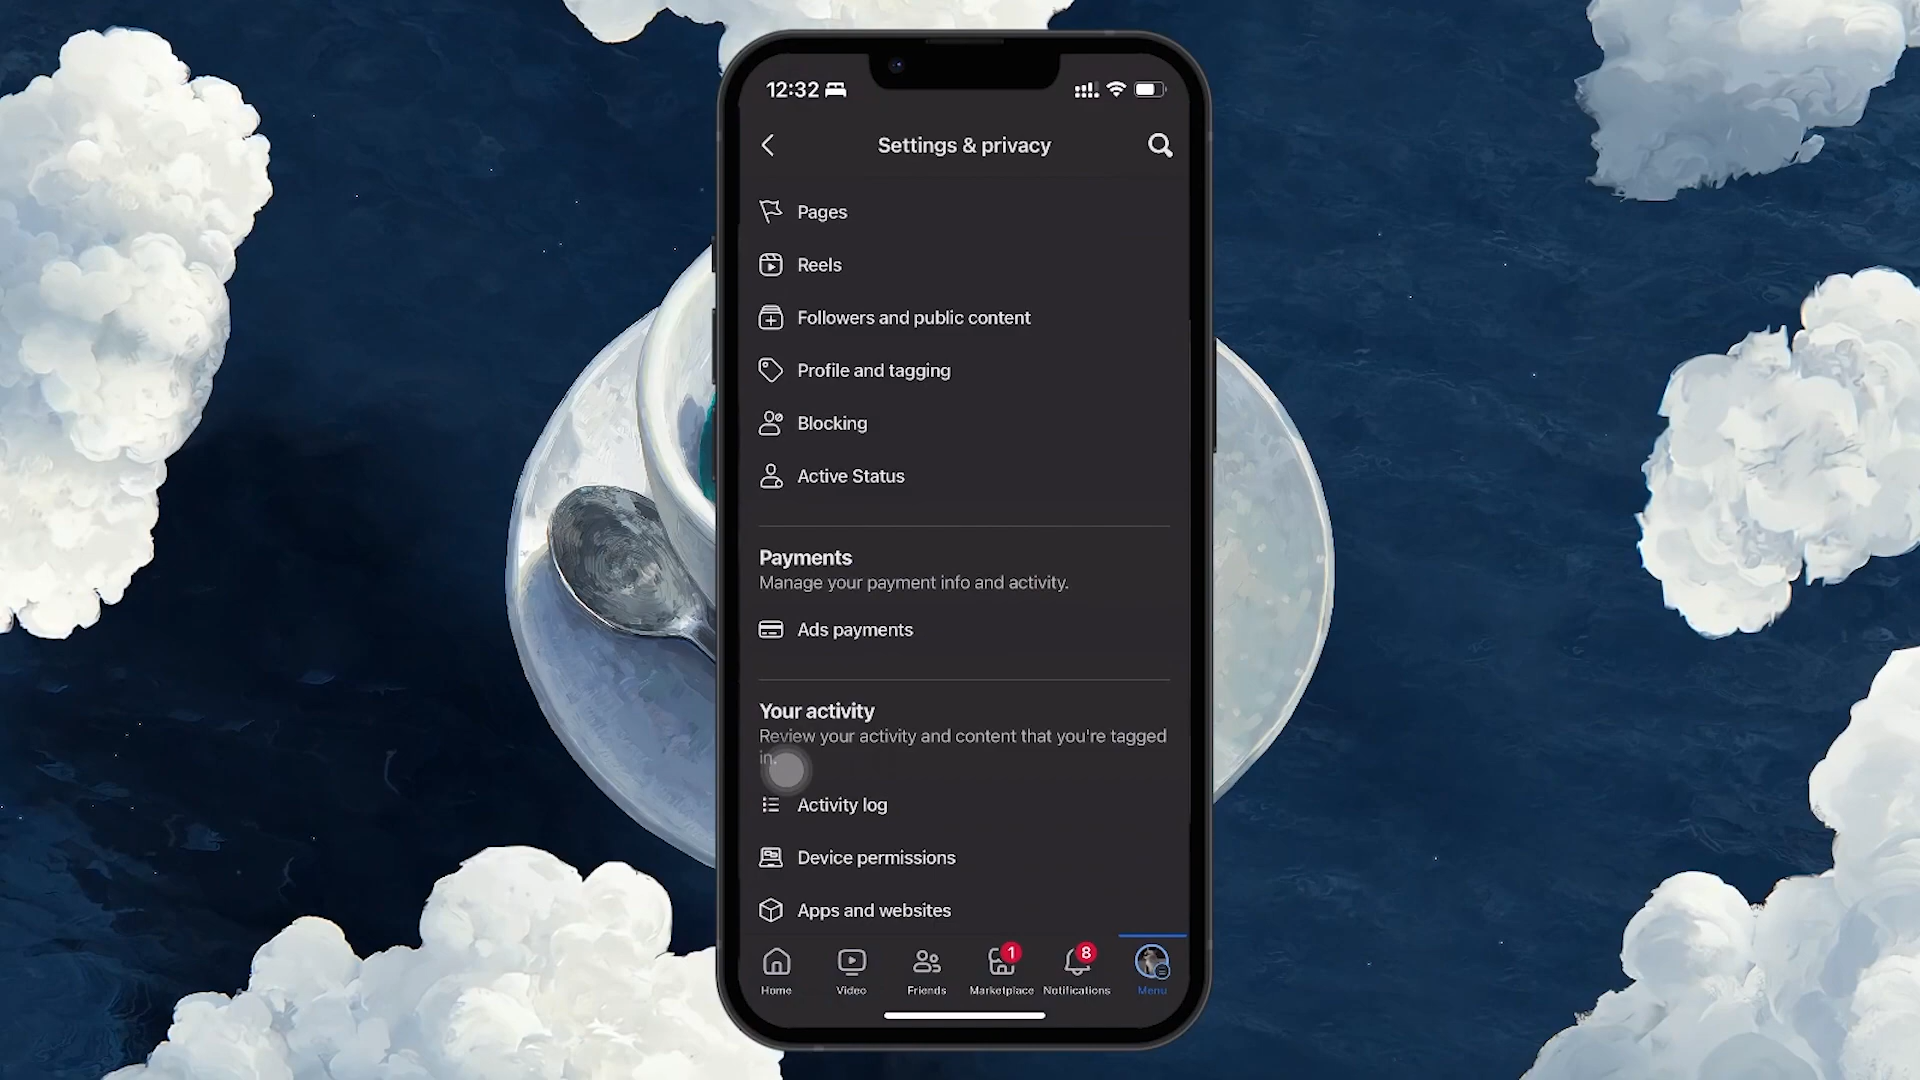 12:32
Settings & privacy
Pages
Reels
Followers and public content
Profile and tagging
Blocking
Active Status
Payments
Manage your payment info and activity.
Ads payments
Your activity
Review your activity and content that you're tagged
in.
Activity log
Device permissions
Apps and websites
1
8
Home
Video
Friends
Marketplace
Notifications
Menu